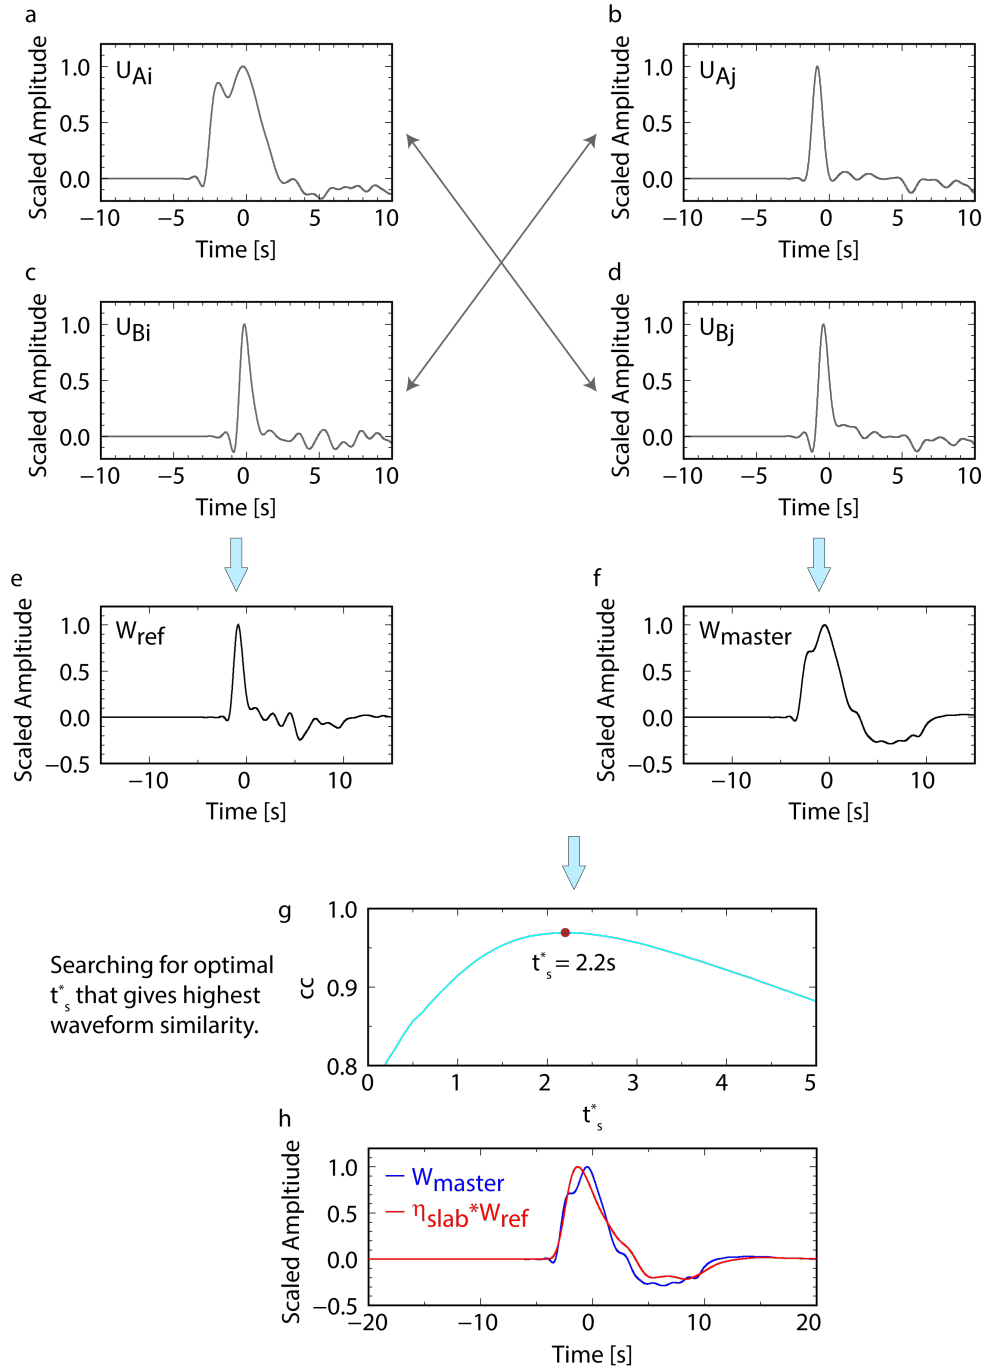 a
U_Ai
Scaled Amplitude
1.0
0.5
0.0
−10 −5 0 5 10
Time [s]
b
U_Aj
Scaled Amplitude
1.0
0.5
0.0
−10 −5 0 5 10
Time [s]
c
U_Bi
Scaled Amplitude
1.0
0.5
0.0
−10 −5 0 5 10
Time [s]
d
U_Bj
Scaled Amplitude
1.0
0.5
0.0
−10 −5 0 5 10
Time [s]
e
W_ref
Scaled Ampltiude
1.0
0.5
0.0
−0.5
−10 0 10
Time [s]
f
W_master
Scaled Ampltiude
1.0
0.5
0.0
−0.5
−10 0 10
Time [s]
Searching for optimal
t*_s that gives highest
waveform similarity.
g
cc
1.0
0.9
0.8
t*_s = 2.2s
0 1 2 3 4 5
t*_s
h
W_master
η_slab*W_ref
Scaled Ampltiude
1.0
0.5
0.0
−0.5
−20 −10 0 10 20
Time [s]